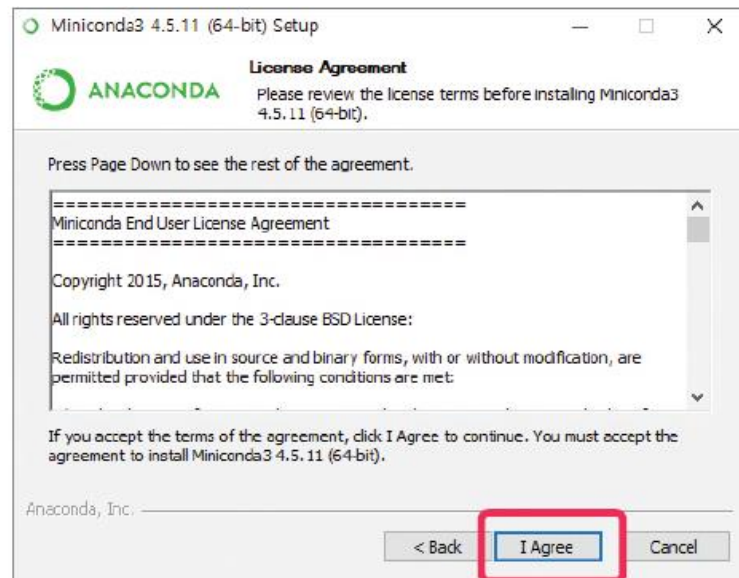 Miniconda3 4.5.11 (64-bit) Setup
ANACONDA
License Agreement
Please review the license terms before installing Miniconda3
4.5.11 (64-bit).
Press Page Down to see the rest of the agreement.
=====================================
Miniconda End User License Agreement
=====================================
Copyright 2015, Anaconda, Inc.
All rights reserved under the 3-clause BSD License:
Redistribution and use in source and binary forms, with or without modification, are
permitted provided that the following conditions are met:
If you accept the terms of the agreement, click I Agree to continue. You must accept the
agreement to install Miniconda3 4.5.11 (64-bit).
Anaconda, Inc.
< Back
I Agree
Cancel